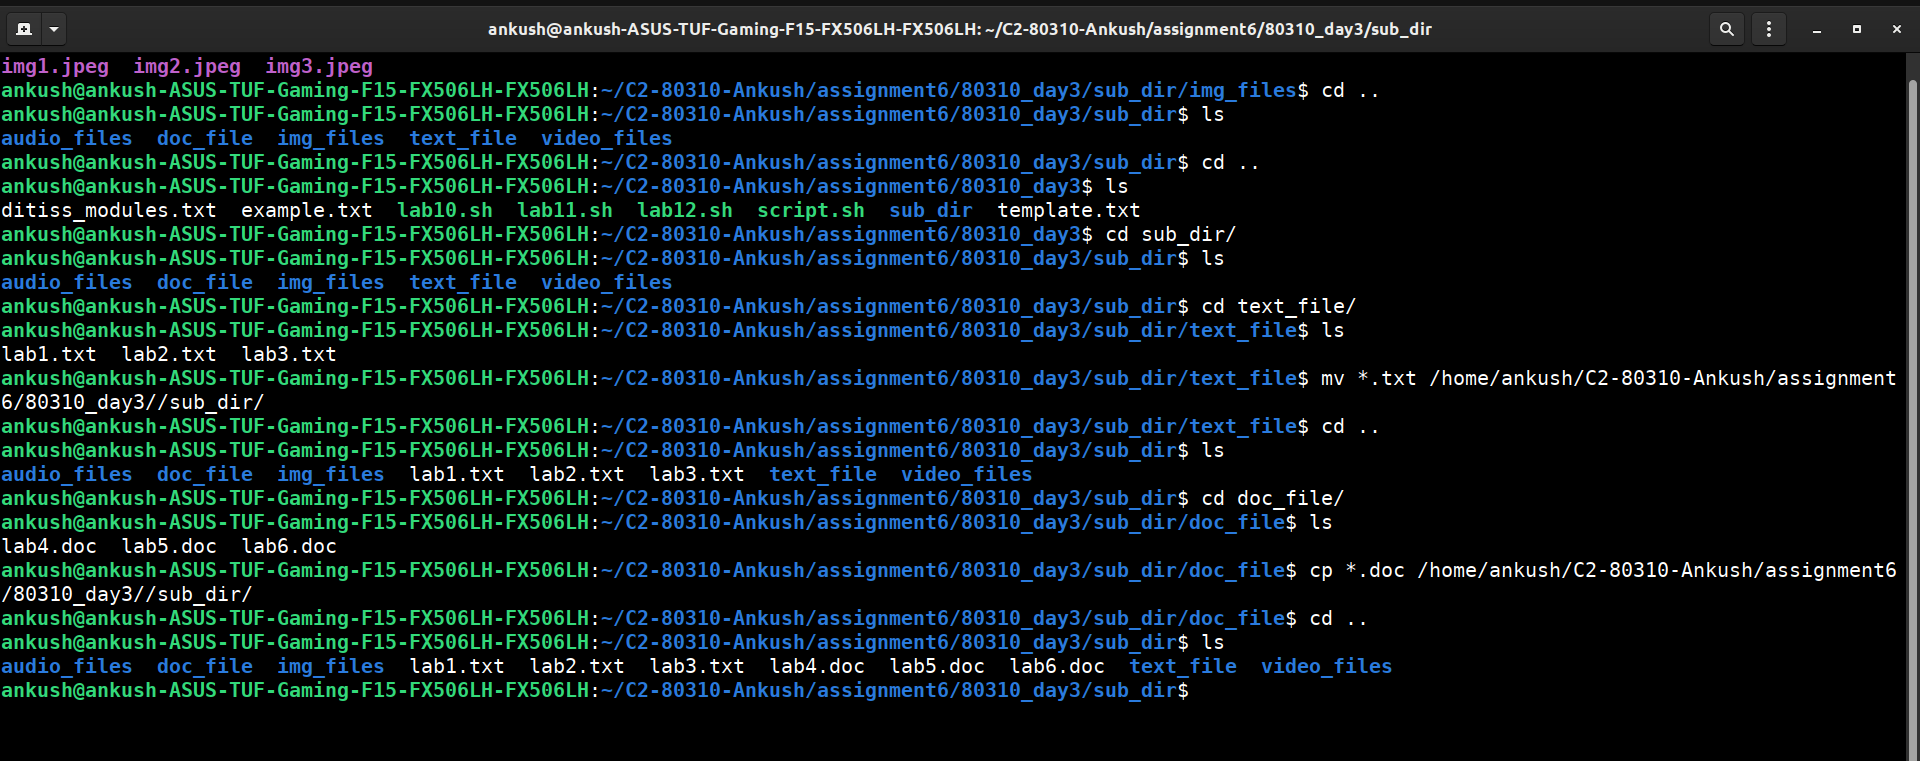 ankush@ankush-ASUS-TUF-Gaming-F15-FX506LH-FX506LH: ~/C2-80310-Ankush/assignment6/80310_day3/sub_dir
img1.jpeg  img2.jpeg  img3.jpeg
ankush@ankush-ASUS-TUF-Gaming-F15-FX506LH-FX506LH:~/C2-80310-Ankush/assignment6/80310_day3/sub_dir/img_files$ cd ..
ankush@ankush-ASUS-TUF-Gaming-F15-FX506LH-FX506LH:~/C2-80310-Ankush/assignment6/80310_day3/sub_dir$ ls
audio_files  doc_file  img_files  text_file  video_files
ankush@ankush-ASUS-TUF-Gaming-F15-FX506LH-FX506LH:~/C2-80310-Ankush/assignment6/80310_day3/sub_dir$ cd ..
ankush@ankush-ASUS-TUF-Gaming-F15-FX506LH-FX506LH:~/C2-80310-Ankush/assignment6/80310_day3$ ls
ditiss_modules.txt  example.txt  lab10.sh  lab11.sh  lab12.sh  script.sh  sub_dir  template.txt
ankush@ankush-ASUS-TUF-Gaming-F15-FX506LH-FX506LH:~/C2-80310-Ankush/assignment6/80310_day3$ cd sub_dir/
ankush@ankush-ASUS-TUF-Gaming-F15-FX506LH-FX506LH:~/C2-80310-Ankush/assignment6/80310_day3/sub_dir$ ls
audio_files  doc_file  img_files  text_file  video_files
ankush@ankush-ASUS-TUF-Gaming-F15-FX506LH-FX506LH:~/C2-80310-Ankush/assignment6/80310_day3/sub_dir$ cd text_file/
ankush@ankush-ASUS-TUF-Gaming-F15-FX506LH-FX506LH:~/C2-80310-Ankush/assignment6/80310_day3/sub_dir/text_file$ ls
lab1.txt  lab2.txt  lab3.txt
ankush@ankush-ASUS-TUF-Gaming-F15-FX506LH-FX506LH:~/C2-80310-Ankush/assignment6/80310_day3/sub_dir/text_file$ mv *.txt /home/ankush/C2-80310-Ankush/assignment
6/80310_day3//sub_dir/
ankush@ankush-ASUS-TUF-Gaming-F15-FX506LH-FX506LH:~/C2-80310-Ankush/assignment6/80310_day3/sub_dir/text_file$ cd ..
ankush@ankush-ASUS-TUF-Gaming-F15-FX506LH-FX506LH:~/C2-80310-Ankush/assignment6/80310_day3/sub_dir$ ls
audio_files  doc_file  img_files  lab1.txt  lab2.txt  lab3.txt  text_file  video_files
ankush@ankush-ASUS-TUF-Gaming-F15-FX506LH-FX506LH:~/C2-80310-Ankush/assignment6/80310_day3/sub_dir$ cd doc_file/
ankush@ankush-ASUS-TUF-Gaming-F15-FX506LH-FX506LH:~/C2-80310-Ankush/assignment6/80310_day3/sub_dir/doc_file$ ls
lab4.doc  lab5.doc  lab6.doc
ankush@ankush-ASUS-TUF-Gaming-F15-FX506LH-FX506LH:~/C2-80310-Ankush/assignment6/80310_day3/sub_dir/doc_file$ cp *.doc /home/ankush/C2-80310-Ankush/assignment6
/80310_day3//sub_dir/
ankush@ankush-ASUS-TUF-Gaming-F15-FX506LH-FX506LH:~/C2-80310-Ankush/assignment6/80310_day3/sub_dir/doc_file$ cd ..
ankush@ankush-ASUS-TUF-Gaming-F15-FX506LH-FX506LH:~/C2-80310-Ankush/assignment6/80310_day3/sub_dir$ ls
audio_files  doc_file  img_files  lab1.txt  lab2.txt  lab3.txt  lab4.doc  lab5.doc  lab6.doc  text_file  video_files
ankush@ankush-ASUS-TUF-Gaming-F15-FX506LH-FX506LH:~/C2-80310-Ankush/assignment6/80310_day3/sub_dir$